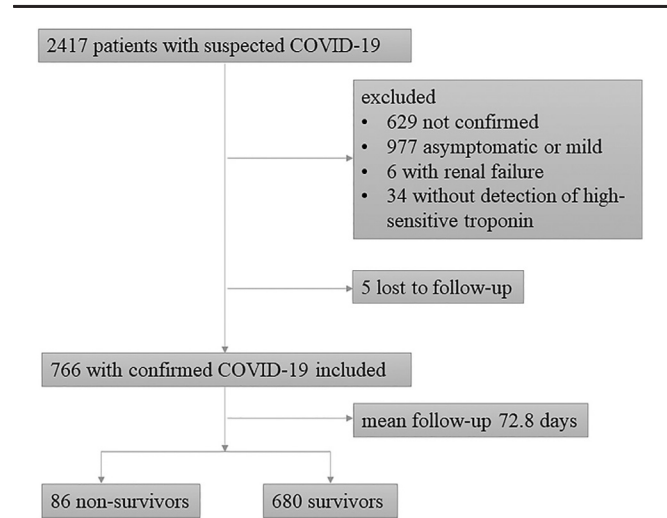 2417 patients with suspected COVID-19
excluded
• 629 not confirmed
• 977 asymptomatic or mild
• 6 with renal failure
• 34 without detection of high-
sensitive troponin
5 lost to follow-up
766 with confirmed COVID-19 included
mean follow-up 72.8 days
86 non-survivors
680 survivors